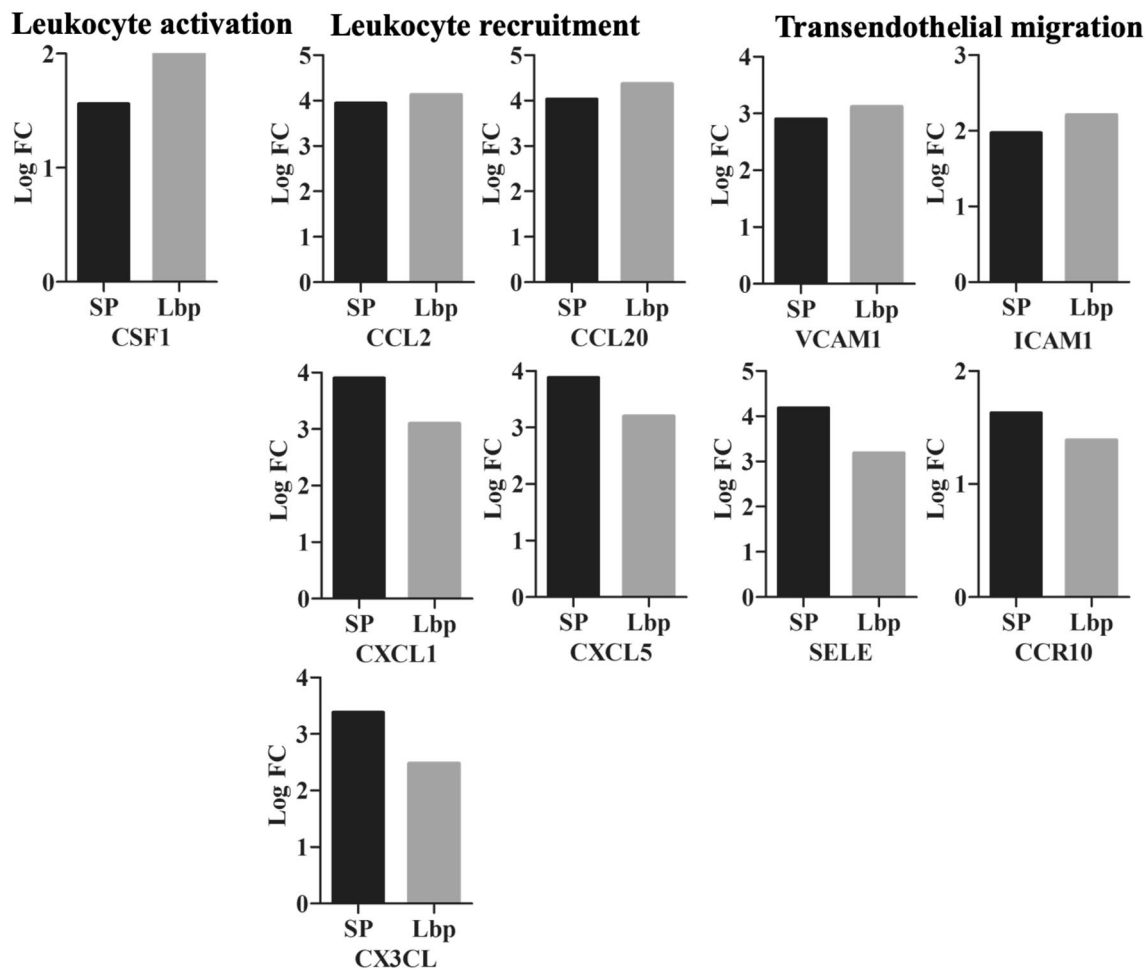 Leukocyte activation
Leukocyte recruitment
Transendothelial migration
Log FC
2
1
0
SP Lbp
CSF1
Log FC
5
4
3
2
1
0
SP Lbp
CCL2
Log FC
5
4
3
2
1
0
SP Lbp
CCL20
Log FC
4
3
2
1
0
SP Lbp
VCAM1
Log FC
3
2
1
0
SP Lbp
ICAM1
Log FC
4
3
2
1
0
SP Lbp
CXCL1
Log FC
4
3
2
1
0
SP Lbp
CXCL5
Log FC
5
4
3
2
1
0
SP Lbp
SELE
Log FC
2
1
0
SP Lbp
CCR10
Log FC
4
3
2
1
0
SP Lbp
CX3CL